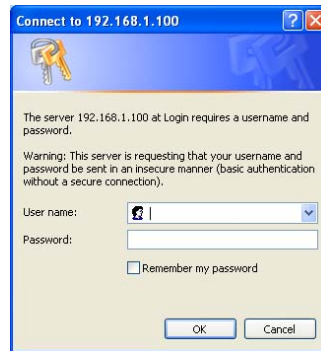 Connect to 192.168.1.100
The server 192.168.1.100 at Login requires a username and
password.
Warning: This server is requesting that your username and
password be sent in an insecure manner (basic authentication
without a secure connection).
User name:
Password:
Remember my password
OK
Cancel